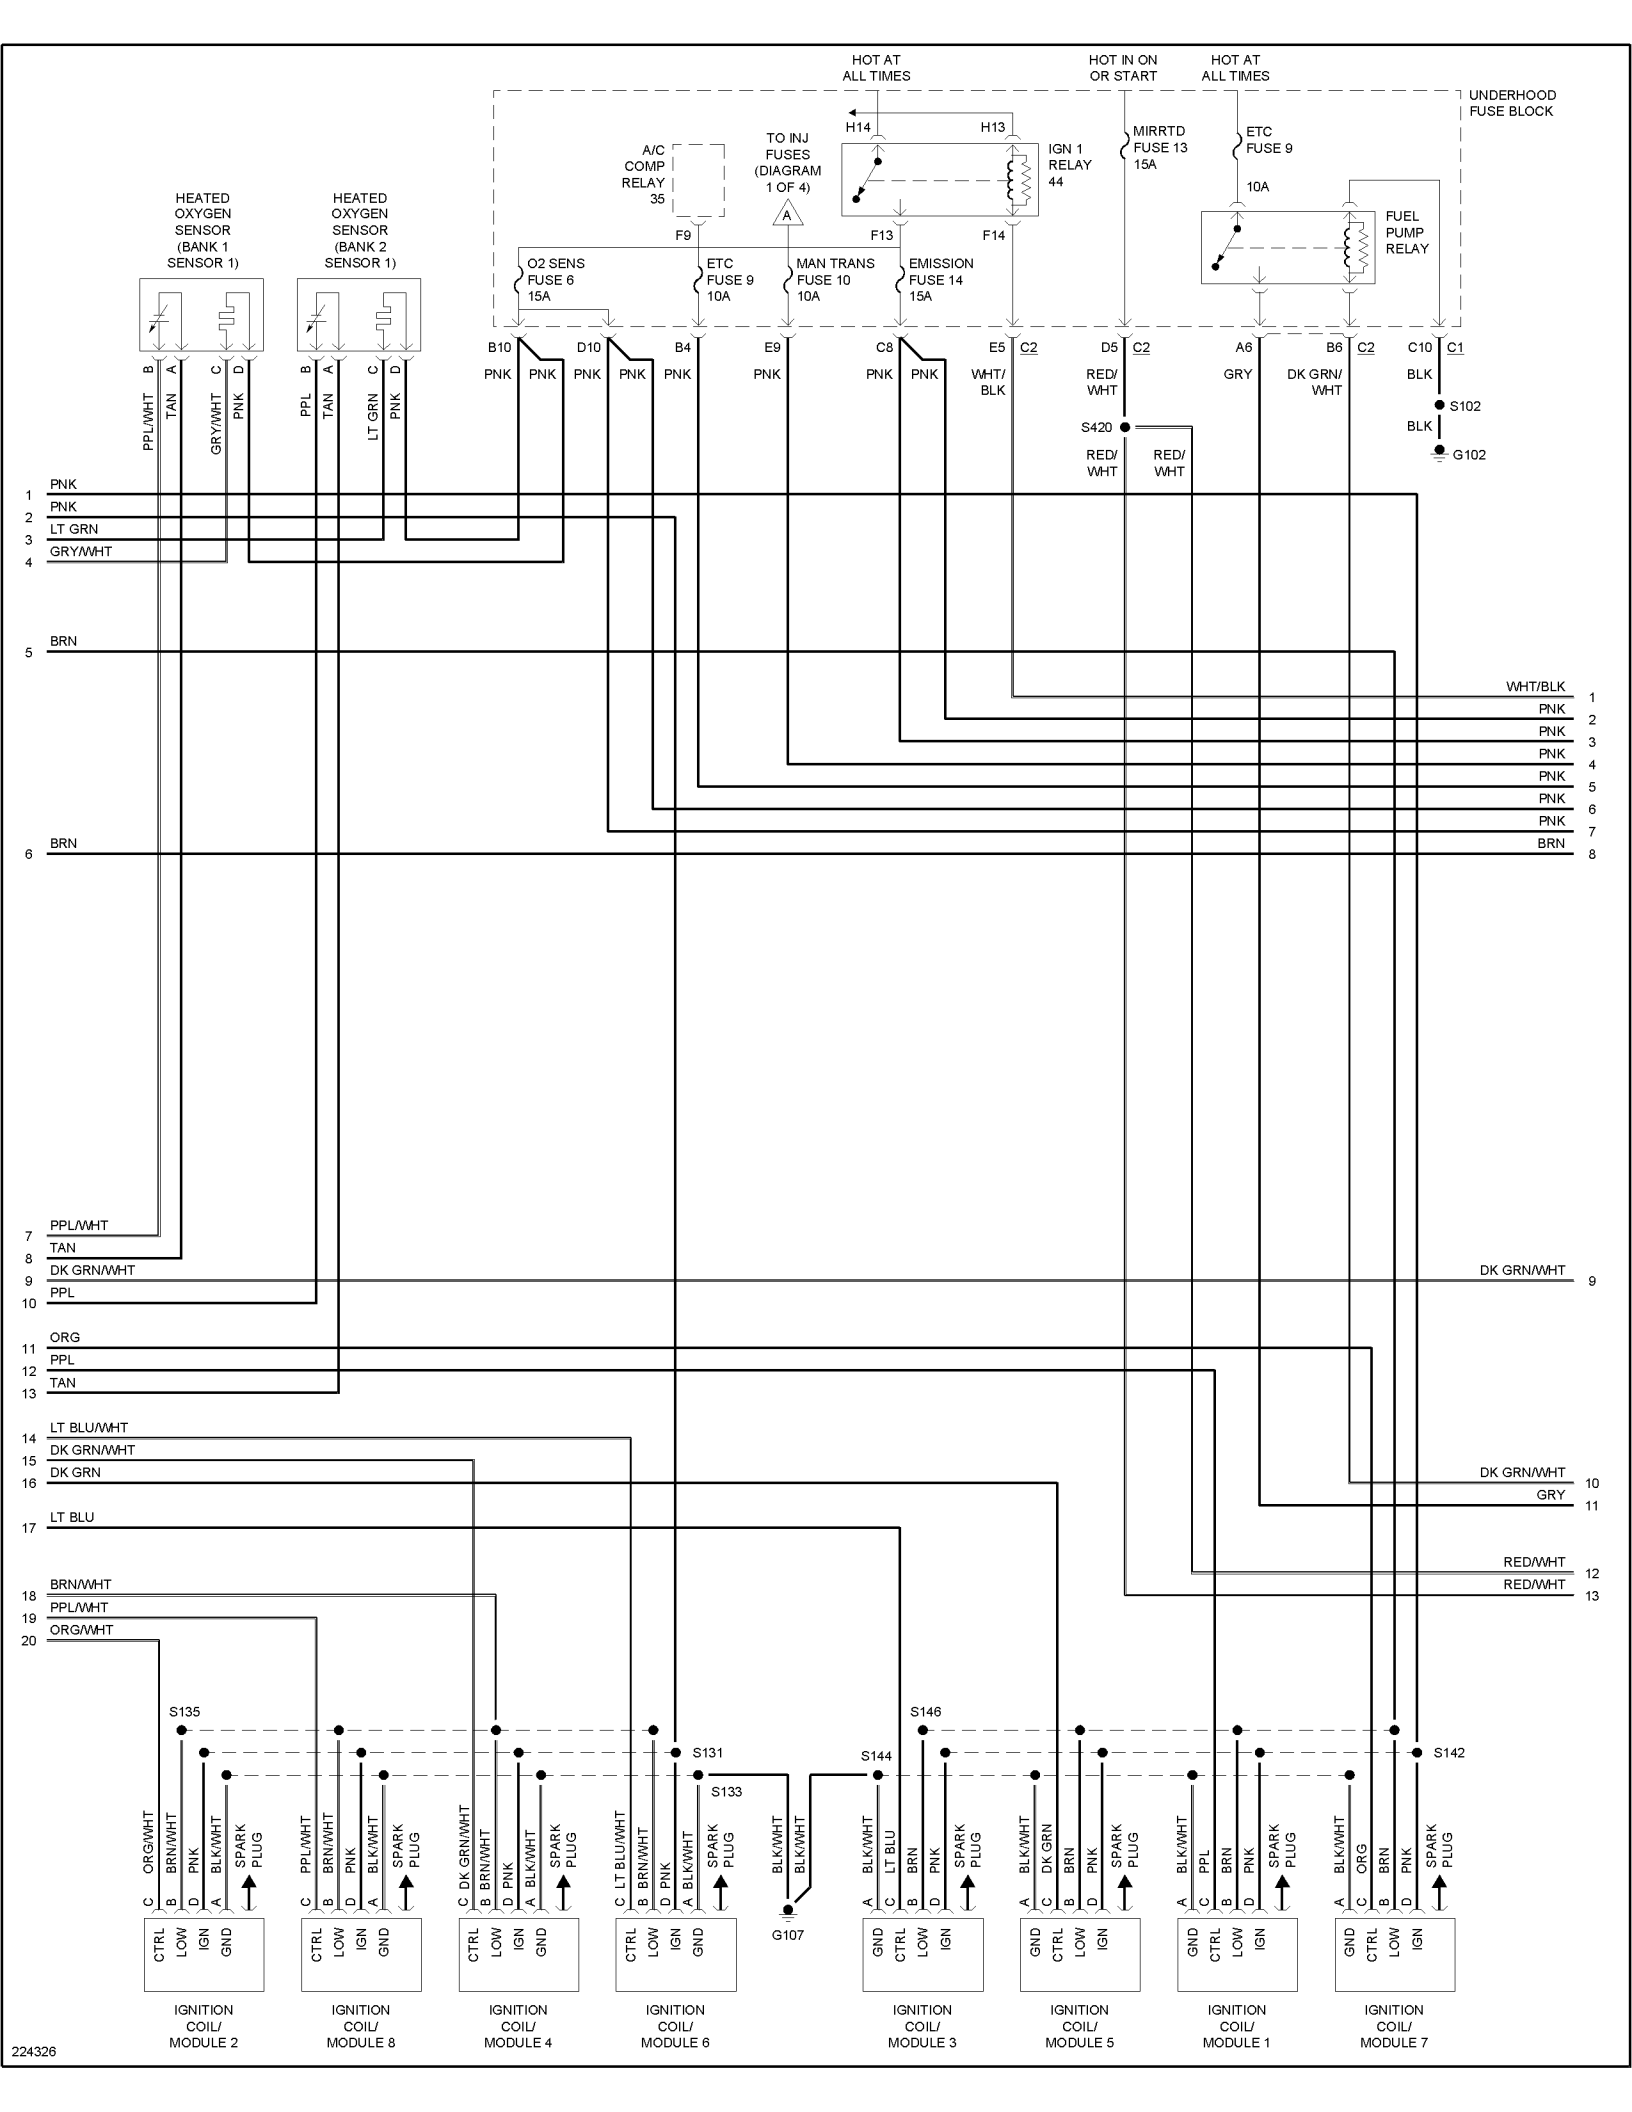 HOT AT
ALL TIMES
HOT IN ON
OR START
HOT AT
ALL TIMES
UNDERHOOD
FUSE BLOCK
H14
H13
A/C
COMP
RELAY
35
TO INJ
FUSES
(DIAGRAM
1 OF 4)
A
IGN 1
RELAY
44
MIRRTD
FUSE 13
15A
ETC
FUSE 9
10A
FUEL
PUMP
RELAY
F9
F13
F14
O2 SENS
FUSE 6
15A
ETC
FUSE 9
10A
MAN TRANS
FUSE 10
10A
EMISSION
FUSE 14
15A
HEATED
OXYGEN
SENSOR
(BANK 1
SENSOR 1)
HEATED
OXYGEN
SENSOR
(BANK 2
SENSOR 1)
B10
D10
B4
E9
C8
E5
C2
D5
C2
A6
B6
C2
C10
C1
PNK
PNK
PNK
PNK
PNK
PNK
PNK
PNK
WHT/
BLK
RED/
WHT
GRY
DK GRN/
WHT
BLK
S102
BLK
G102
S420
RED/
WHT
RED/
WHT
B
A
C
D
B
A
C
D
PPL/WHT
TAN
GRY/WHT
PNK
PPL
TAN
LT GRN
PNK
1 PNK
2 PNK
3 LT GRN
4 GRY/WHT
5 BRN
6 BRN
WHT/BLK 1
PNK 2
PNK 3
PNK 4
PNK 5
PNK 6
PNK 7
BRN 8
7 PPL/WHT
8 TAN
9 DK GRN/WHT
DK GRN/WHT 9
10 PPL
11 ORG
12 PPL
13 TAN
14 LT BLU/WHT
15 DK GRN/WHT
16 DK GRN
17 LT BLU
18 BRN/WHT
19 PPL/WHT
20 ORG/WHT
DK GRN/WHT 10
GRY 11
RED/WHT 12
RED/WHT 13
S135
S131
S133
S144
S146
S142
C ORG/WHT
B BRN/WHT
D PNK
A BLK/WHT
SPARK
PLUG
C PPL/WHT
B BRN/WHT
D PNK
A BLK/WHT
SPARK
PLUG
C DK GRN/WHT
B BRN/WHT
D PNK
A BLK/WHT
SPARK
PLUG
C LT BLU/WHT
B BRN/WHT
D PNK
A BLK/WHT
SPARK
PLUG
BLK/WHT
BLK/WHT
G107
A BLK/WHT
C LT BLU
B BRN
D PNK
SPARK
PLUG
A BLK/WHT
C DK GRN
B BRN
D PNK
SPARK
PLUG
A BLK/WHT
C PPL
B BRN
D PNK
SPARK
PLUG
A BLK/WHT
C ORG
B BRN
D PNK
SPARK
PLUG
CTRL
LOW
IGN
GND
CTRL
LOW
IGN
GND
CTRL
LOW
IGN
GND
CTRL
LOW
IGN
GND
GND
CTRL
LOW
IGN
GND
CTRL
LOW
IGN
GND
CTRL
LOW
IGN
GND
CTRL
LOW
IGN
IGNITION
COIL/
MODULE 2
IGNITION
COIL/
MODULE 8
IGNITION
COIL/
MODULE 4
IGNITION
COIL/
MODULE 6
IGNITION
COIL/
MODULE 3
IGNITION
COIL/
MODULE 5
IGNITION
COIL/
MODULE 1
IGNITION
COIL/
MODULE 7
224326